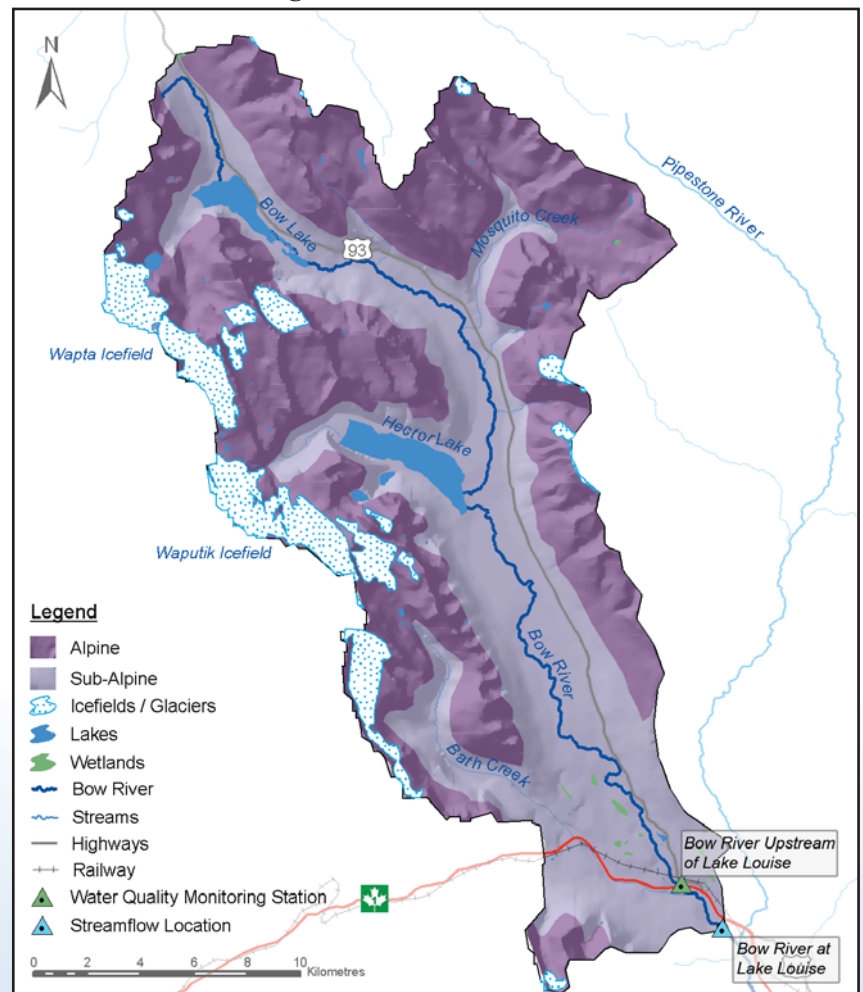 N
Pipestone River
Mosquito Creek
Bow Lake
93
Wapta Icefield
Hector Lake
Waputik Icefield
Legend
Alpine
Sub-Alpine
Icefields / Glaciers
Lakes
Wetlands
Bow River
Streams
Highways
Railway
Water Quality Monitoring Station
Streamflow Location
0 2 4 6 8 10
Kilometres
Bow River
Bath Creek
1
Bow River Upstream
of Lake Louise
Bow River at
Lake Louise